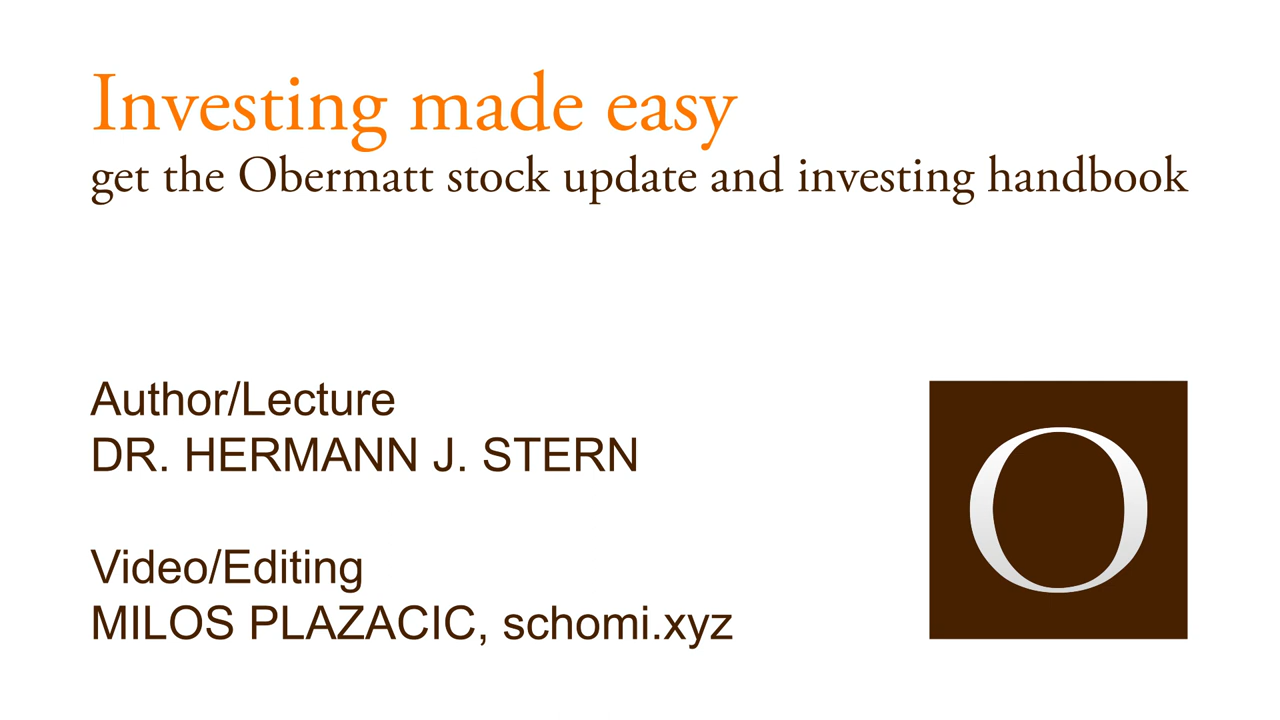 Investing made easy
get the Obermatt stock update and investing handbook
Author/Lecture
DR. HERMANN J. STERN
O
Video/Editing
MILOS PLAZACIC, schomi.xyz